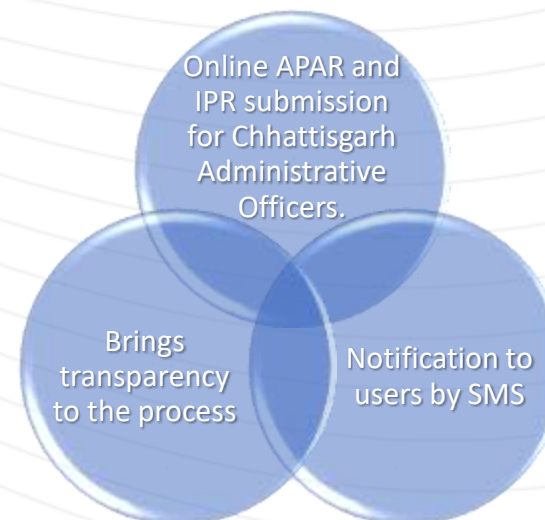 Online APAR and
IPR submission
for Chhattisgarh
Administrative
Officers.
Brings
transparency
to the process
Notification to
users by SMS